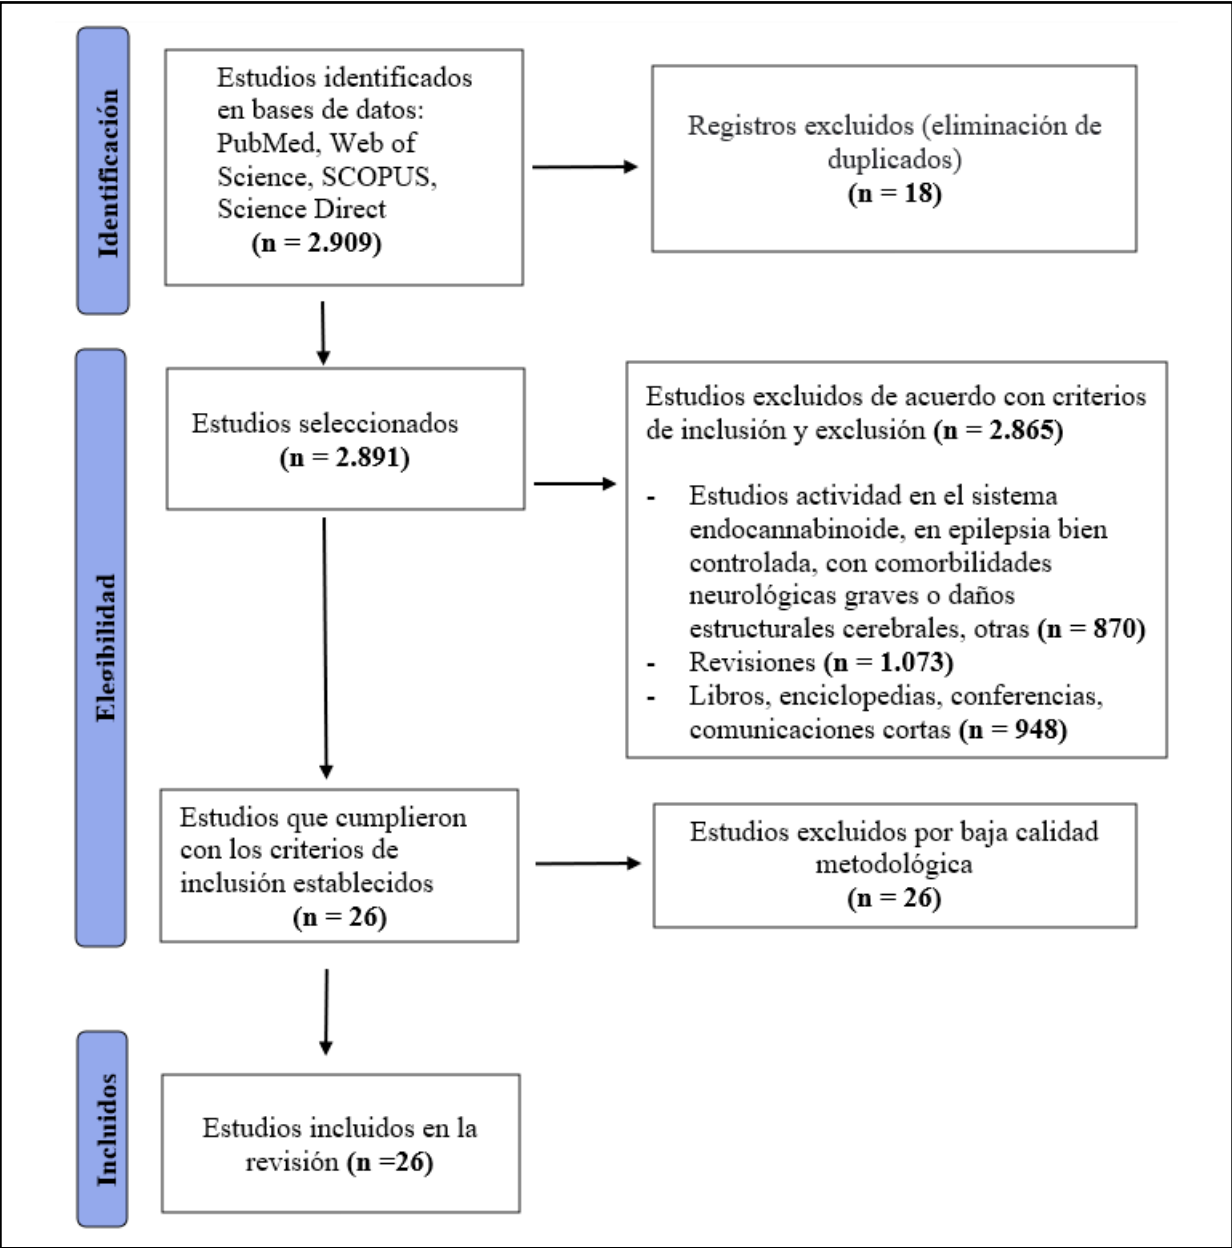 Identificación
Estudios identificados
en bases de datos:
PubMed, Web of
Science, SCOPUS,
Science Direct
(n = 2.909)
Registros excluidos (eliminación de
duplicados)
(n = 18)
Elegibilidad
Estudios seleccionados
(n = 2.891)
Estudios excluidos de acuerdo con criterios
de inclusión y exclusión (n = 2.865)
- Estudios actividad en el sistema
endocannabinoide, en epilepsia bien
controlada, con comorbilidades
neurológicas graves o daños
estructurales cerebrales, otras (n = 870)
- Revisiones (n = 1.073)
- Libros, enciclopedias, conferencias,
comunicaciones cortas (n = 948)
Estudios que cumplieron
con los criterios de
inclusión establecidos
(n = 26)
Estudios excluidos por baja calidad
metodológica
(n = 26)
Incluidos
Estudios incluidos en la
revisión (n =26)